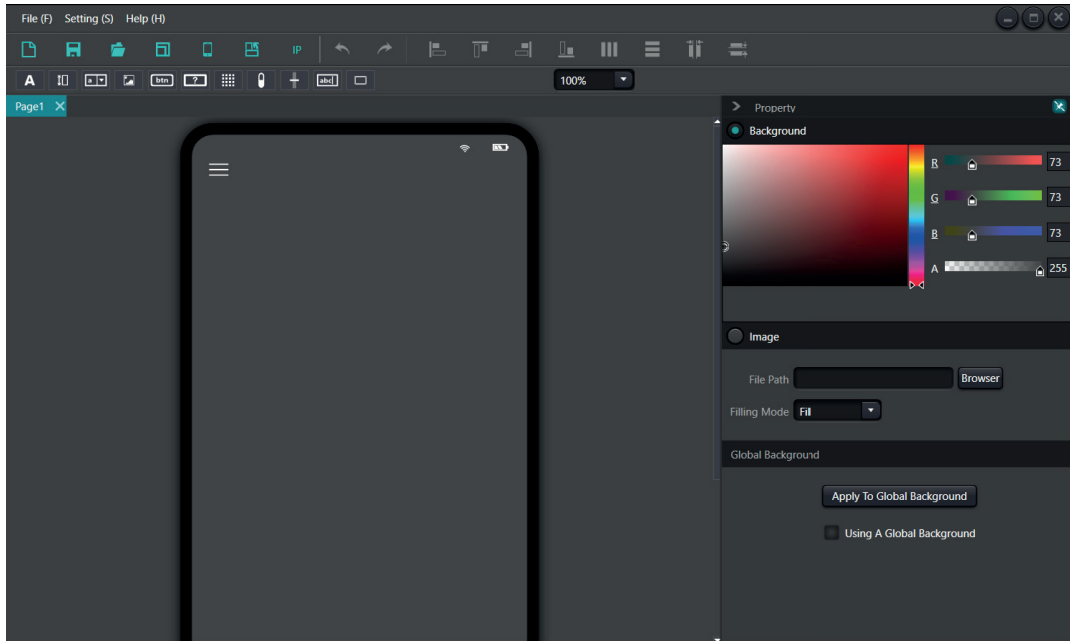 File (F) Setting (S) Help (H)
IP
A a btn ? abc 100%
Page1 Property
Background
R 73
G 73
B 73
A 255
Image
File Path Browser
Filling Mode Fill
Global Background
Apply To Global Background
Using A Global Background